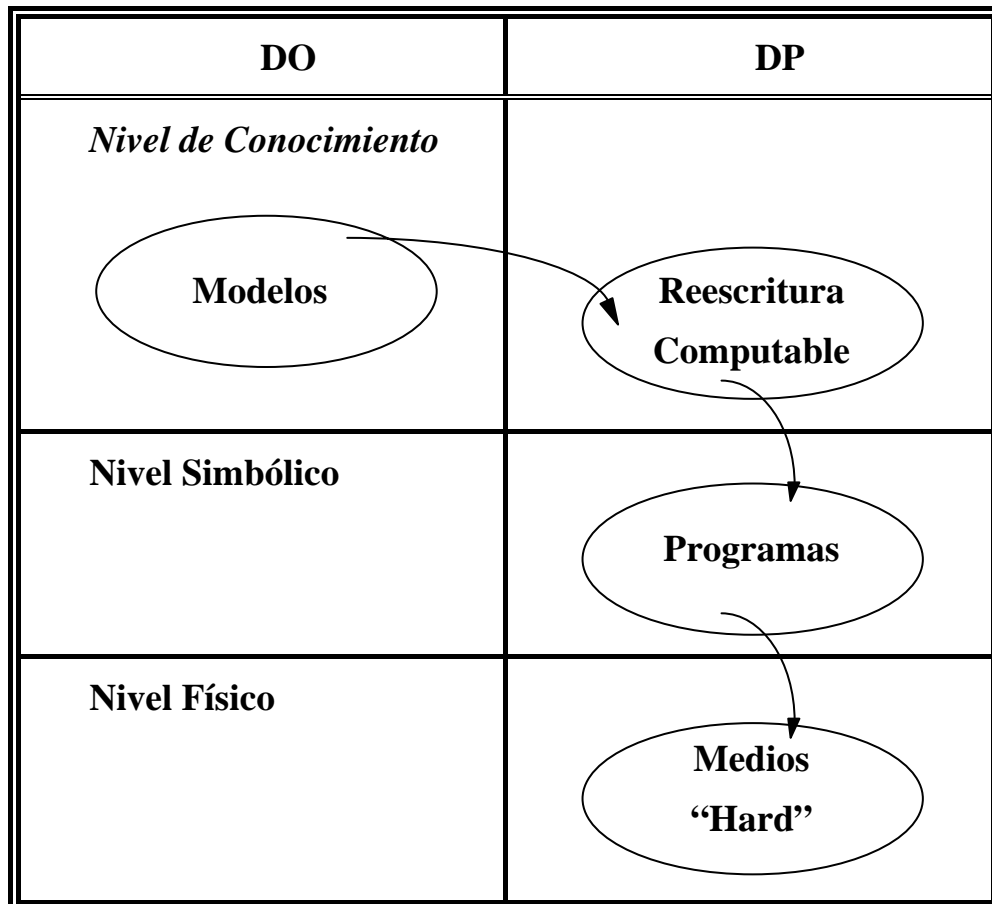 DO
DP
Nivel de Conocimiento
Modelos
Reescritura
Computable
Nivel Simbólico
Programas
Nivel Físico
Medios
“Hard”